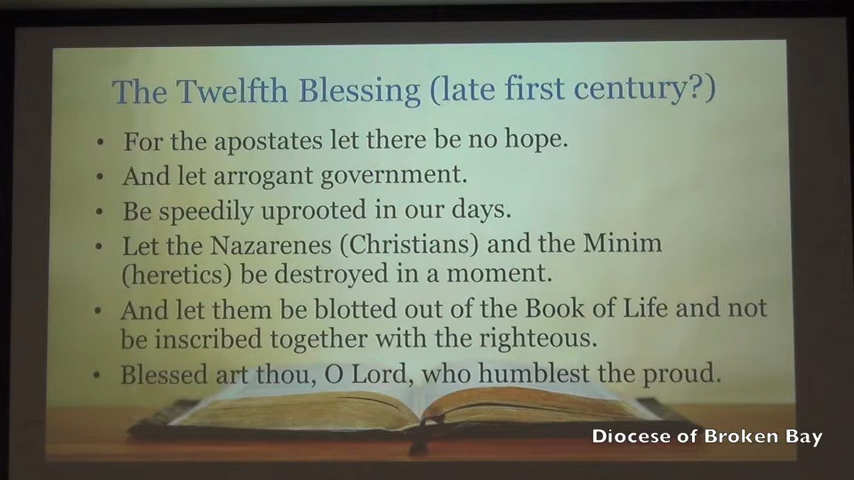 The Twelfth Blessing (late first century?)
• For the apostates let there be no hope.
• And let arrogant government.
• Be speedily uprooted in our days.
• Let the Nazarenes (Christians) and the Minim
(heretics) be destroyed in a moment.
• And let them be blotted out of the Book of Life and not
be inscribed together with the righteous.
• Blessed art thou, O Lord, who humblest the proud.
Diocese of Broken Bay